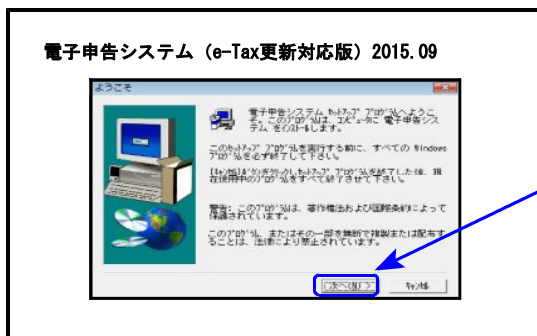 電子申告システム（e-Tax更新対応版）2015.09
ようこそ
電子申告システム ｾｯﾄｱｯﾌﾟ ﾌﾟﾛｸﾞﾗﾑへようこ
そ。このﾌﾟﾛｸﾞﾗﾑは、ｺﾝﾋﾟｭｰﾀに 電子申告シス
テム をｲﾝｽﾄｰﾙします。
このｾｯﾄｱｯﾌﾟ ﾌﾟﾛｸﾞﾗﾑを実行する前に、すべての Windows
ﾌﾟﾛｸﾞﾗﾑを必ず終了して下さい。
[ｷｬﾝｾﾙ]ﾎﾞﾀﾝをｸﾘｯｸしｾｯﾄｱｯﾌﾟ ﾌﾟﾛｸﾞﾗﾑを終了した後、現
在使用中のﾌﾟﾛｸﾞﾗﾑをすべて終了させて下さい。
警告: このﾌﾟﾛｸﾞﾗﾑは、著作権法および国際条約によって
保護されています。
このﾌﾟﾛｸﾞﾗﾑ、またはその一部を無断で複製または配布す
ることは、法律により禁止されています。
次へ(N) >
ｷｬﾝｾﾙ